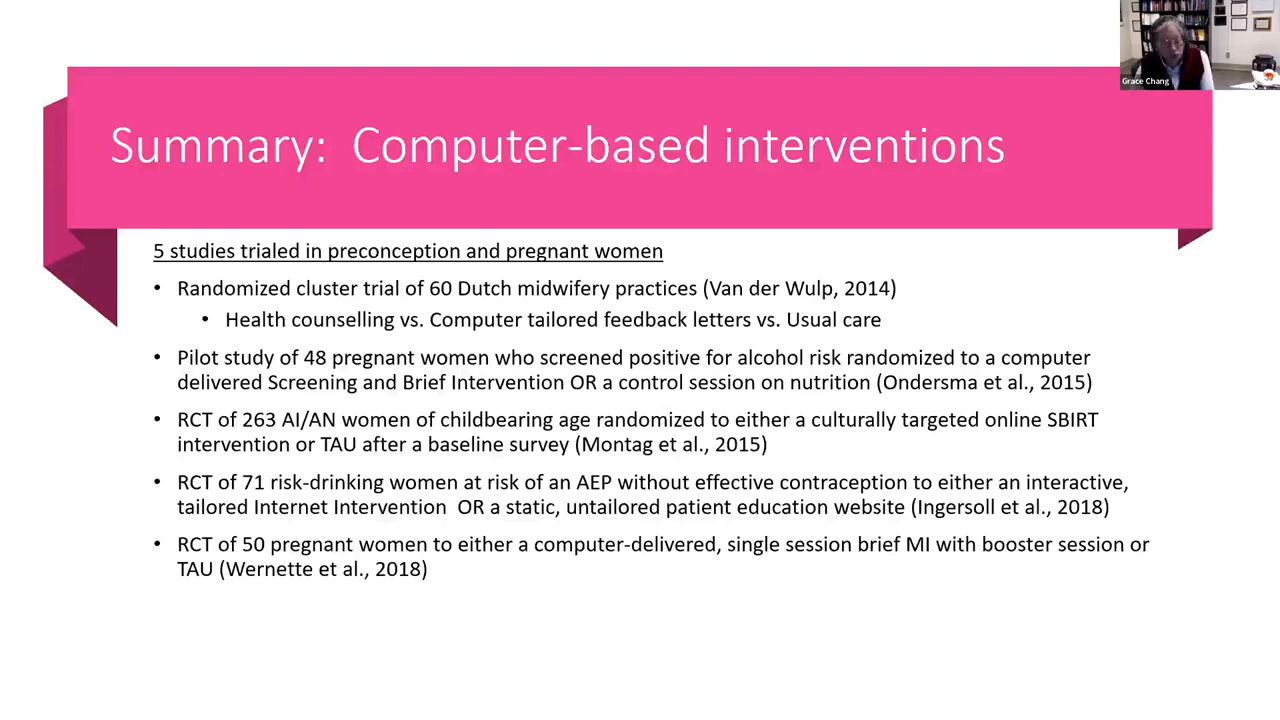 Grace Chang
Summary: Computer-based interventions
5 studies trialed in preconception and pregnant women
• Randomized cluster trial of 60 Dutch midwifery practices (Van der Wulp, 2014)
• Health counselling vs. Computer tailored feedback letters vs. Usual care
• Pilot study of 48 pregnant women who screened positive for alcohol risk randomized to a computer
delivered Screening and Brief Intervention OR a control session on nutrition (Ondersma et al., 2015)
• RCT of 263 AI/AN women of childbearing age randomized to either a culturally targeted online SBIRT
intervention or TAU after a baseline survey (Montag et al., 2015)
• RCT of 71 risk-drinking women at risk of an AEP without effective contraception to either an interactive,
tailored Internet Intervention OR a static, untailored patient education website (Ingersoll et al., 2018)
• RCT of 50 pregnant women to either a computer-delivered, single session brief MI with booster session or
TAU (Wernette et al., 2018)